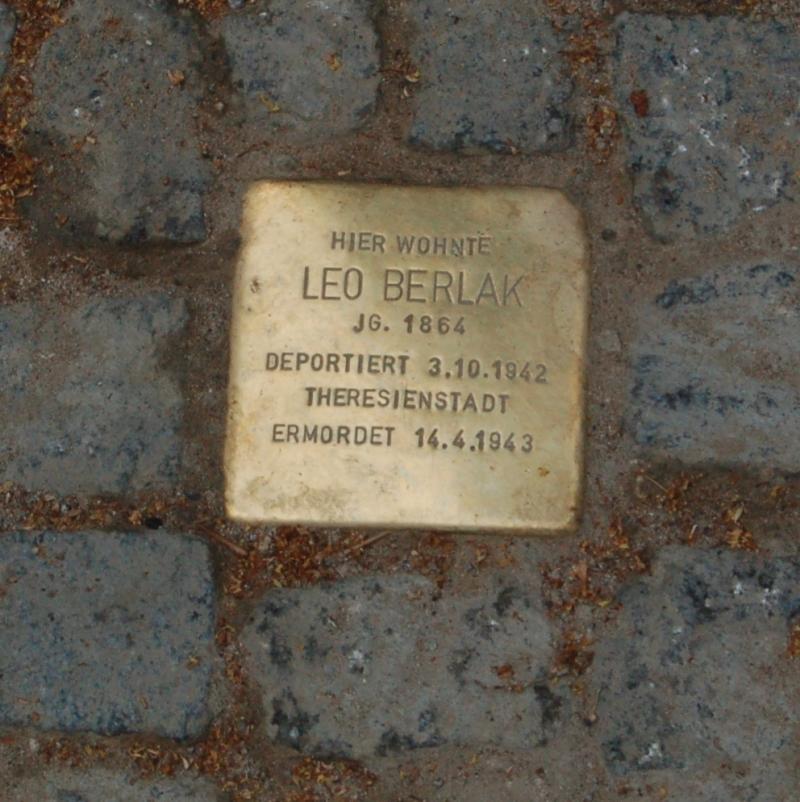 HIER WOHNTE
LEO BERLAK
JG. 1864
DEPORTIERT 3.10.1942
THERESIENSTADT
ERMORDET 14.4.1943